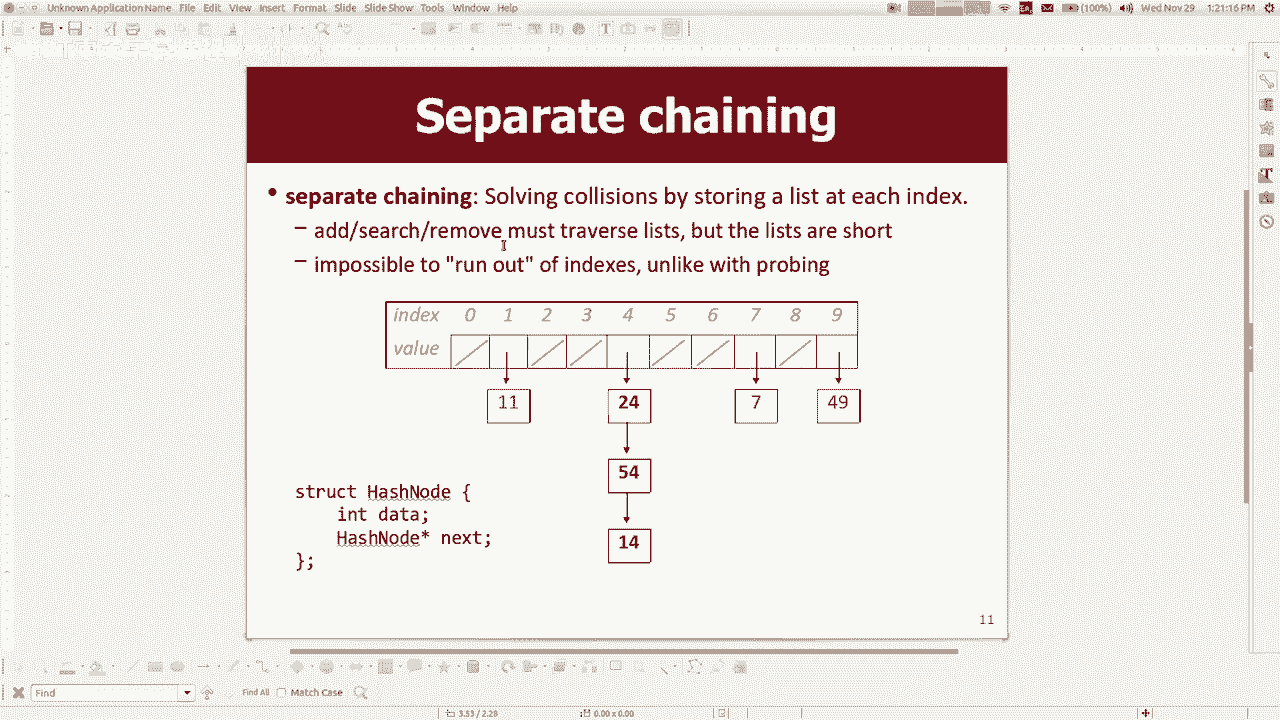 Unknown Application Name File Edit View Insert Format Slide Slide Show Tools Window Help (100%) Wed Nov 29 1:21:16 PM
Separate chaining
• separate chaining: Solving collisions by storing a list at each index.
– add/search/remove must traverse lists, but the lists are short
– impossible to "run out" of indexes, unlike with probing
index 0 1 2 3 4 5 6 7 8 9
value
11 24 7 49
54
14
struct HashNode {
int data;
HashNode* next;
};
11
Find Find All Match Case
3.53 / 2.28 0.00 x 0.00